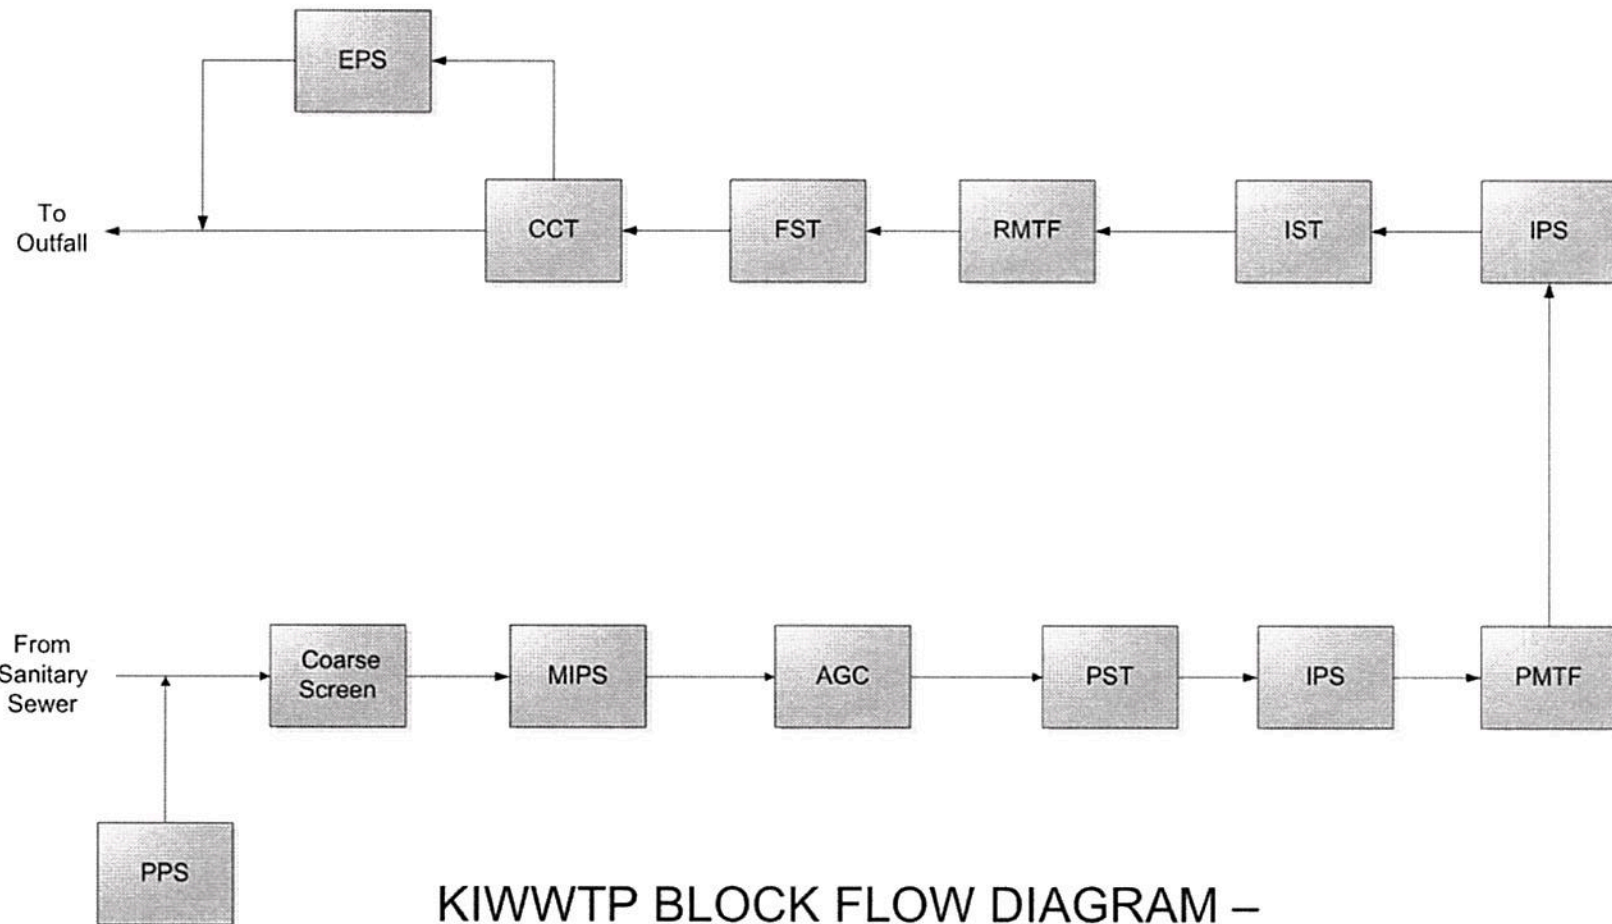 EPS
To
Outfall
CCT
FST
RMTF
IST
IPS
From
Sanitary
Sewer
Coarse
Screen
MIPS
AGC
PST
IPS
PMTF
PPS
KIWWTP BLOCK FLOW DIAGRAM –